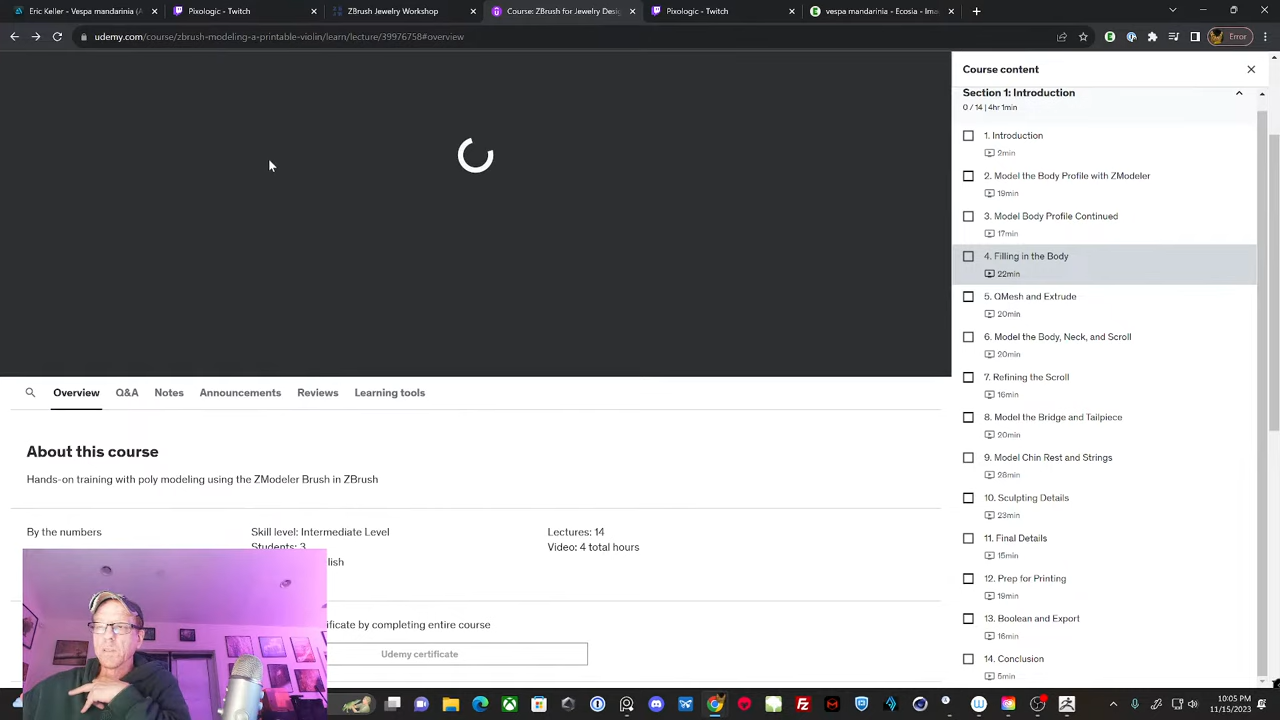 Eric Keller - Vespa mandarinia (A
Pixologic - Twitch
ZBrush Jewelry Workshop
Course: ZBrush for Jewelry Desig
Pixologic - Twitch
vespa mandarinia - Ecosia - Im
udemy.com/course/zbrush-modeling-a-printable-violin/learn/lecture/39976758#overview
Error
Course content
Section 1: Introduction
0 / 14 | 4hr 1min
1. Introduction
2min
2. Model the Body Profile with ZModeler
19min
3. Model Body Profile Continued
17min
4. Filling in the Body
22min
5. QMesh and Extrude
20min
6. Model the Body, Neck, and Scroll
20min
7. Refining the Scroll
16min
8. Model the Bridge and Tailpiece
20min
9. Model Chin Rest and Strings
28min
10. Sculpting Details
23min
11. Final Details
15min
12. Prep for Printing
19min
13. Boolean and Export
16min
14. Conclusion
5min
Overview
Q&A
Notes
Announcements
Reviews
Learning tools
About this course
Hands-on training with poly modeling using the ZModeler Brush in ZBrush
By the numbers
Skill level: Intermediate Level
Students: 3
lish
Lectures: 14
Video: 4 total hours
ificate by completing entire course
Udemy certificate
10:05 PM
11/15/2023